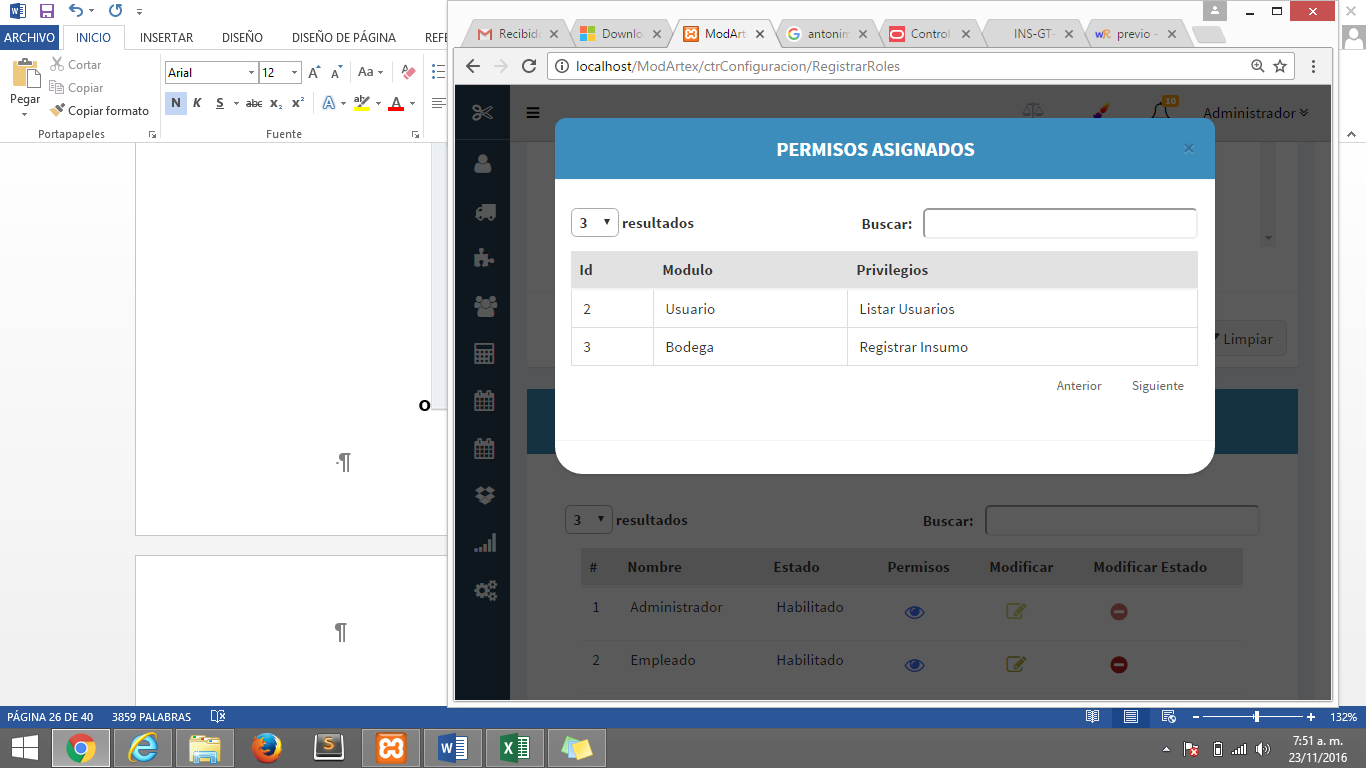 ARCHIVO INICIO INSERTAR DISEÑO DISEÑO DE PÁGINA REFE
Pegar
Cortar
Copiar
Copiar formato
Portapapeles
Arial 12 A A Aa
N K S abc x₂ x² A A
Fuente
Recibid Downlo ModArt antonim Control INS-GT- previo -
localhost/ModArtex/ctrConfiguracion/RegistrarRoles
10
Administrador
PERMISOS ASIGNADOS ×
3 resultados Buscar:
Id Modulo Privilegios
2 Usuario Listar Usuarios
3 Bodega Registrar Insumo
Anterior Siguiente
Limpiar
3 resultados Buscar:
# Nombre Estado Permisos Modificar Modificar Estado
1 Administrador Habilitado
2 Empleado Habilitado
o
¶
¶
PÁGINA 26 DE 40 3859 PALABRAS 132%
7:51 a. m.
23/11/2016